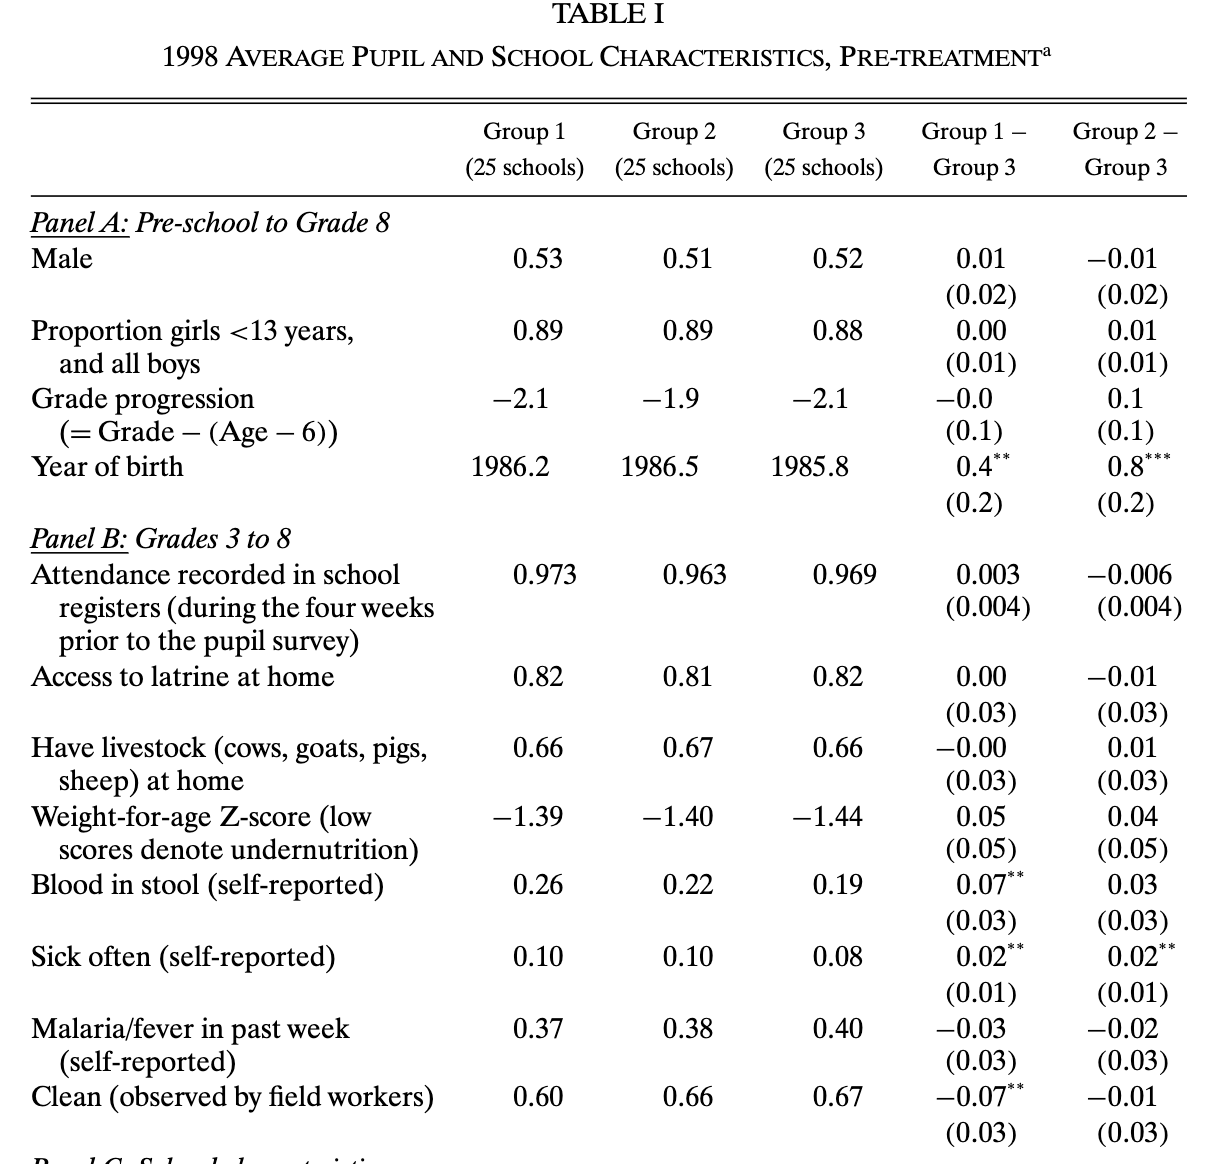 TABLE I
1998 AVERAGE PUPIL AND SCHOOL CHARACTERISTICS, PRE-TREATMENTa
Group 1 Group 2 Group 3 Group 1 – Group 2 –
(25 schools) (25 schools) (25 schools) Group 3 Group 3
Panel A: Pre-school to Grade 8
Male 0.53 0.51 0.52 0.01 −0.01
(0.02) (0.02)
Proportion girls <13 years, 0.89 0.89 0.88 0.00 0.01
and all boys (0.01) (0.01)
Grade progression −2.1 −1.9 −2.1 −0.0 0.1
(= Grade − (Age − 6)) (0.1) (0.1)
Year of birth 1986.2 1986.5 1985.8 0.4** 0.8***
(0.2) (0.2)
Panel B: Grades 3 to 8
Attendance recorded in school 0.973 0.963 0.969 0.003 −0.006
registers (during the four weeks (0.004) (0.004)
prior to the pupil survey)
Access to latrine at home 0.82 0.81 0.82 0.00 −0.01
(0.03) (0.03)
Have livestock (cows, goats, pigs, 0.66 0.67 0.66 −0.00 0.01
sheep) at home (0.03) (0.03)
Weight-for-age Z-score (low −1.39 −1.40 −1.44 0.05 0.04
scores denote undernutrition) (0.05) (0.05)
Blood in stool (self-reported) 0.26 0.22 0.19 0.07** 0.03
(0.03) (0.03)
Sick often (self-reported) 0.10 0.10 0.08 0.02** 0.02**
(0.01) (0.01)
Malaria/fever in past week 0.37 0.38 0.40 −0.03 −0.02
(self-reported) (0.03) (0.03)
Clean (observed by field workers) 0.60 0.66 0.67 −0.07** −0.01
(0.03) (0.03)